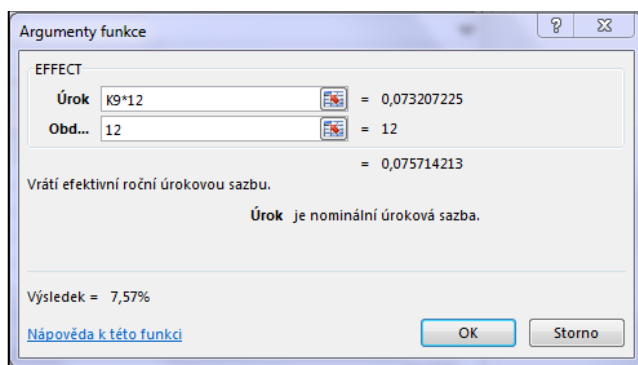 Argumenty funkce
EFFECT
Úrok K9*12 = 0,073207225
Obd... 12 = 12
= 0,075714213
Vrátí efektivní roční úrokovou sazbu.
Úrok je nominální úroková sazba.
Výsledek = 7,57%
Nápověda k této funkci OK Storno